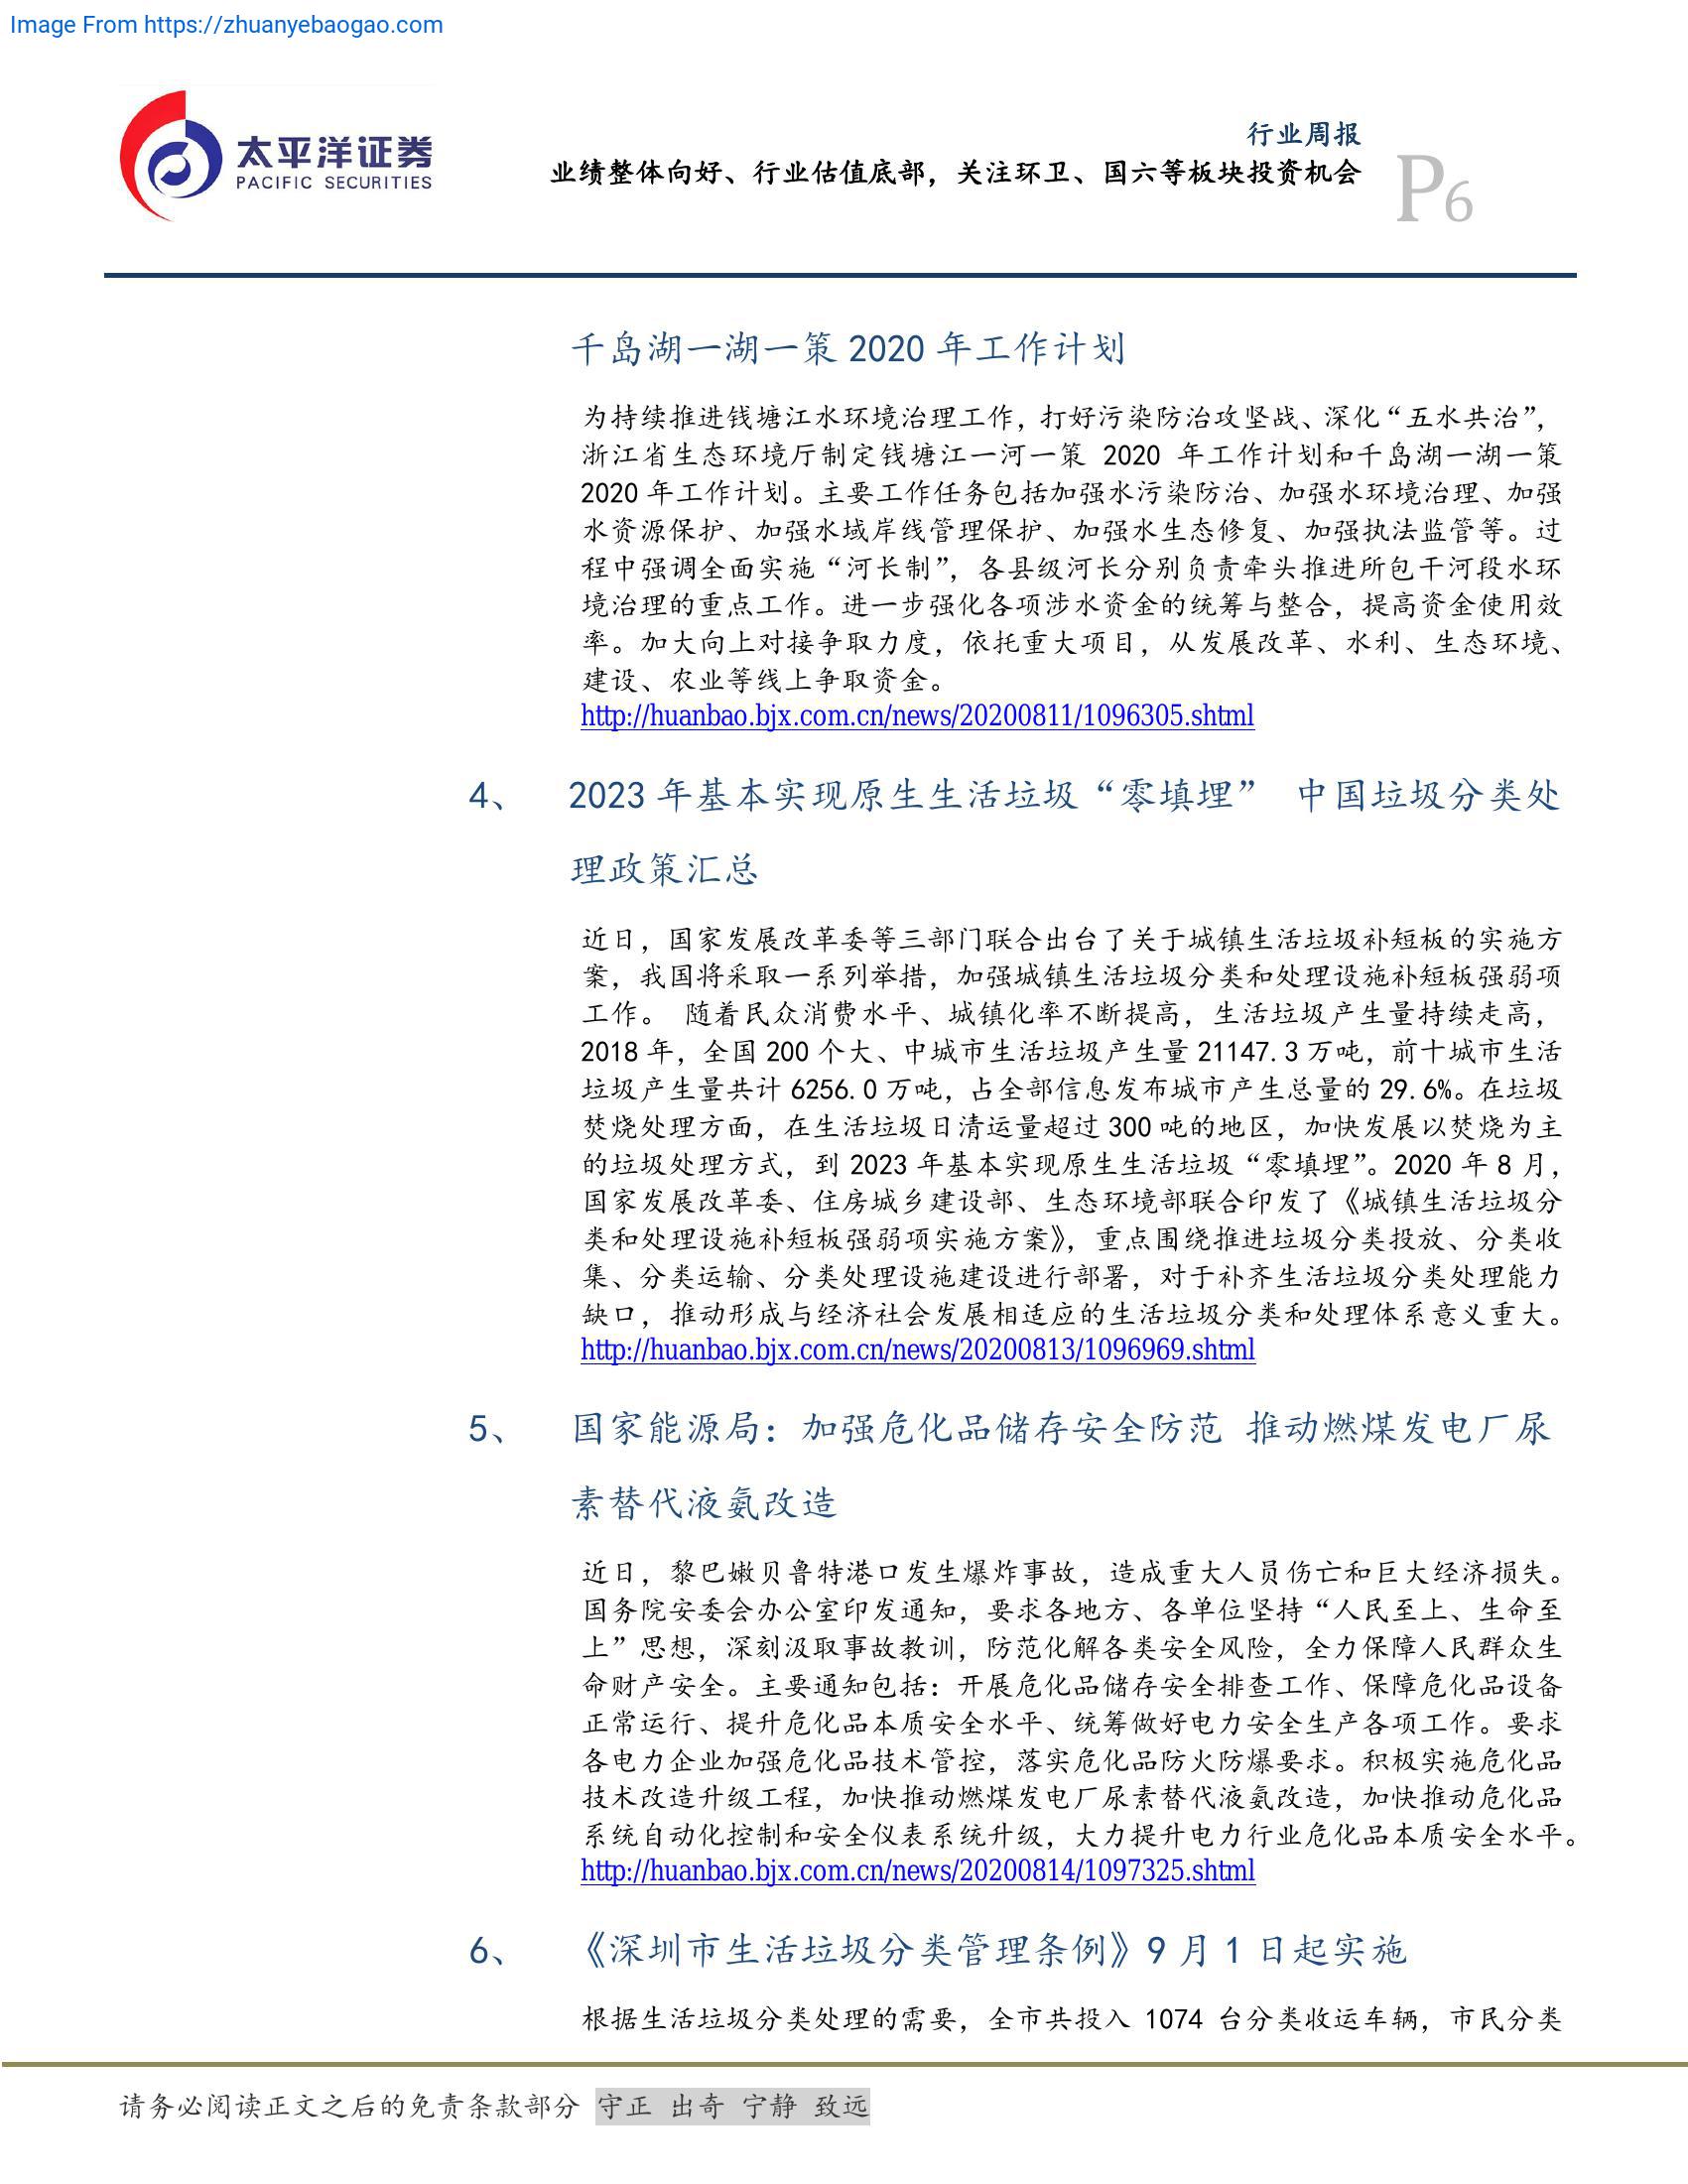 Image From https://zhuanyebaogao.com
太平洋证券
PACIFIC SECURITIES
行业周报
业绩整体向好、行业估值底部，关注环卫、国六等板块投资机会
P6
千岛湖一湖一策 2020 年工作计划
为持续推进钱塘江水环境治理工作，打好污染防治攻坚战、深化“五水共治”，
浙江省生态环境厅制定钱塘江一河一策 2020 年工作计划和千岛湖一湖一策
2020 年工作计划。主要工作任务包括加强水污染防治、加强水环境治理、加强
水资源保护、加强水域岸线管理保护、加强水生态修复、加强执法监管等。过
程中强调全面实施“河长制”，各县级河长分别负责牵头推进所包干河段水环
境治理的重点工作。进一步强化各项涉水资金的统筹与整合，提高资金使用效
率。加大向上对接争取力度，依托重大项目，从发展改革、水利、生态环境、
建设、农业等线上争取资金。
http://huanbao.bjx.com.cn/news/20200811/1096305.shtml
4、 2023 年基本实现原生生活垃圾“零填埋” 中国垃圾分类处
理政策汇总
近日，国家发展改革委等三部门联合出台了关于城镇生活垃圾补短板的实施方
案，我国将采取一系列举措，加强城镇生活垃圾分类和处理设施补短板强弱项
工作。 随着民众消费水平、城镇化率不断提高，生活垃圾产生量持续走高，
2018 年，全国 200 个大、中城市生活垃圾产生量 21147.3 万吨，前十城市生活
垃圾产生量共计 6256.0 万吨，占全部信息发布城市产生总量的 29.6%。在垃圾
焚烧处理方面，在生活垃圾日清运量超过 300 吨的地区，加快发展以焚烧为主
的垃圾处理方式，到 2023 年基本实现原生生活垃圾“零填埋”。2020 年 8 月，
国家发展改革委、住房城乡建设部、生态环境部联合印发了《城镇生活垃圾分
类和处理设施补短板强弱项实施方案》，重点围绕推进垃圾分类投放、分类收
集、分类运输、分类处理设施建设进行部署，对于补齐生活垃圾分类处理能力
缺口，推动形成与经济社会发展相适应的生活垃圾分类和处理体系意义重大。
http://huanbao.bjx.com.cn/news/20200813/1096969.shtml
5、 国家能源局：加强危化品储存安全防范 推动燃煤发电厂尿
素替代液氨改造
近日，黎巴嫩贝鲁特港口发生爆炸事故，造成重大人员伤亡和巨大经济损失。
国务院安委会办公室印发通知，要求各地方、各单位坚持“人民至上、生命至
上”思想，深刻汲取事故教训，防范化解各类安全风险，全力保障人民群众生
命财产安全。主要通知包括：开展危化品储存安全排查工作、保障危化品设备
正常运行、提升危化品本质安全水平、统筹做好电力安全生产各项工作。要求
各电力企业加强危化品技术管控，落实危化品防火防爆要求。积极实施危化品
技术改造升级工程，加快推动燃煤发电厂尿素替代液氨改造，加快推动危化品
系统自动化控制和安全仪表系统升级，大力提升电力行业危化品本质安全水平。
http://huanbao.bjx.com.cn/news/20200814/1097325.shtml
6、 《深圳市生活垃圾分类管理条例》9 月 1 日起实施
根据生活垃圾分类处理的需要，全市共投入 1074 台分类收运车辆，市民分类
请务必阅读正文之后的免责条款部分 守正 出奇 宁静 致远